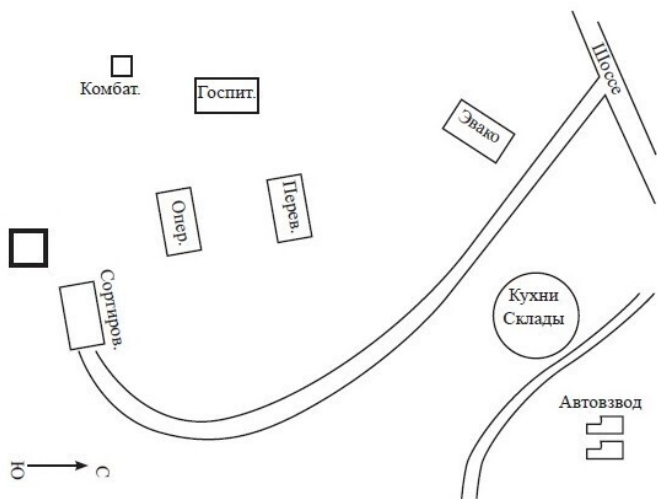 Шоссе
Комбат.
Госпит.
Эвако
Опер.
Перев.
Сортиров.
Кухни
Склады
Автовзвод
Ю
С